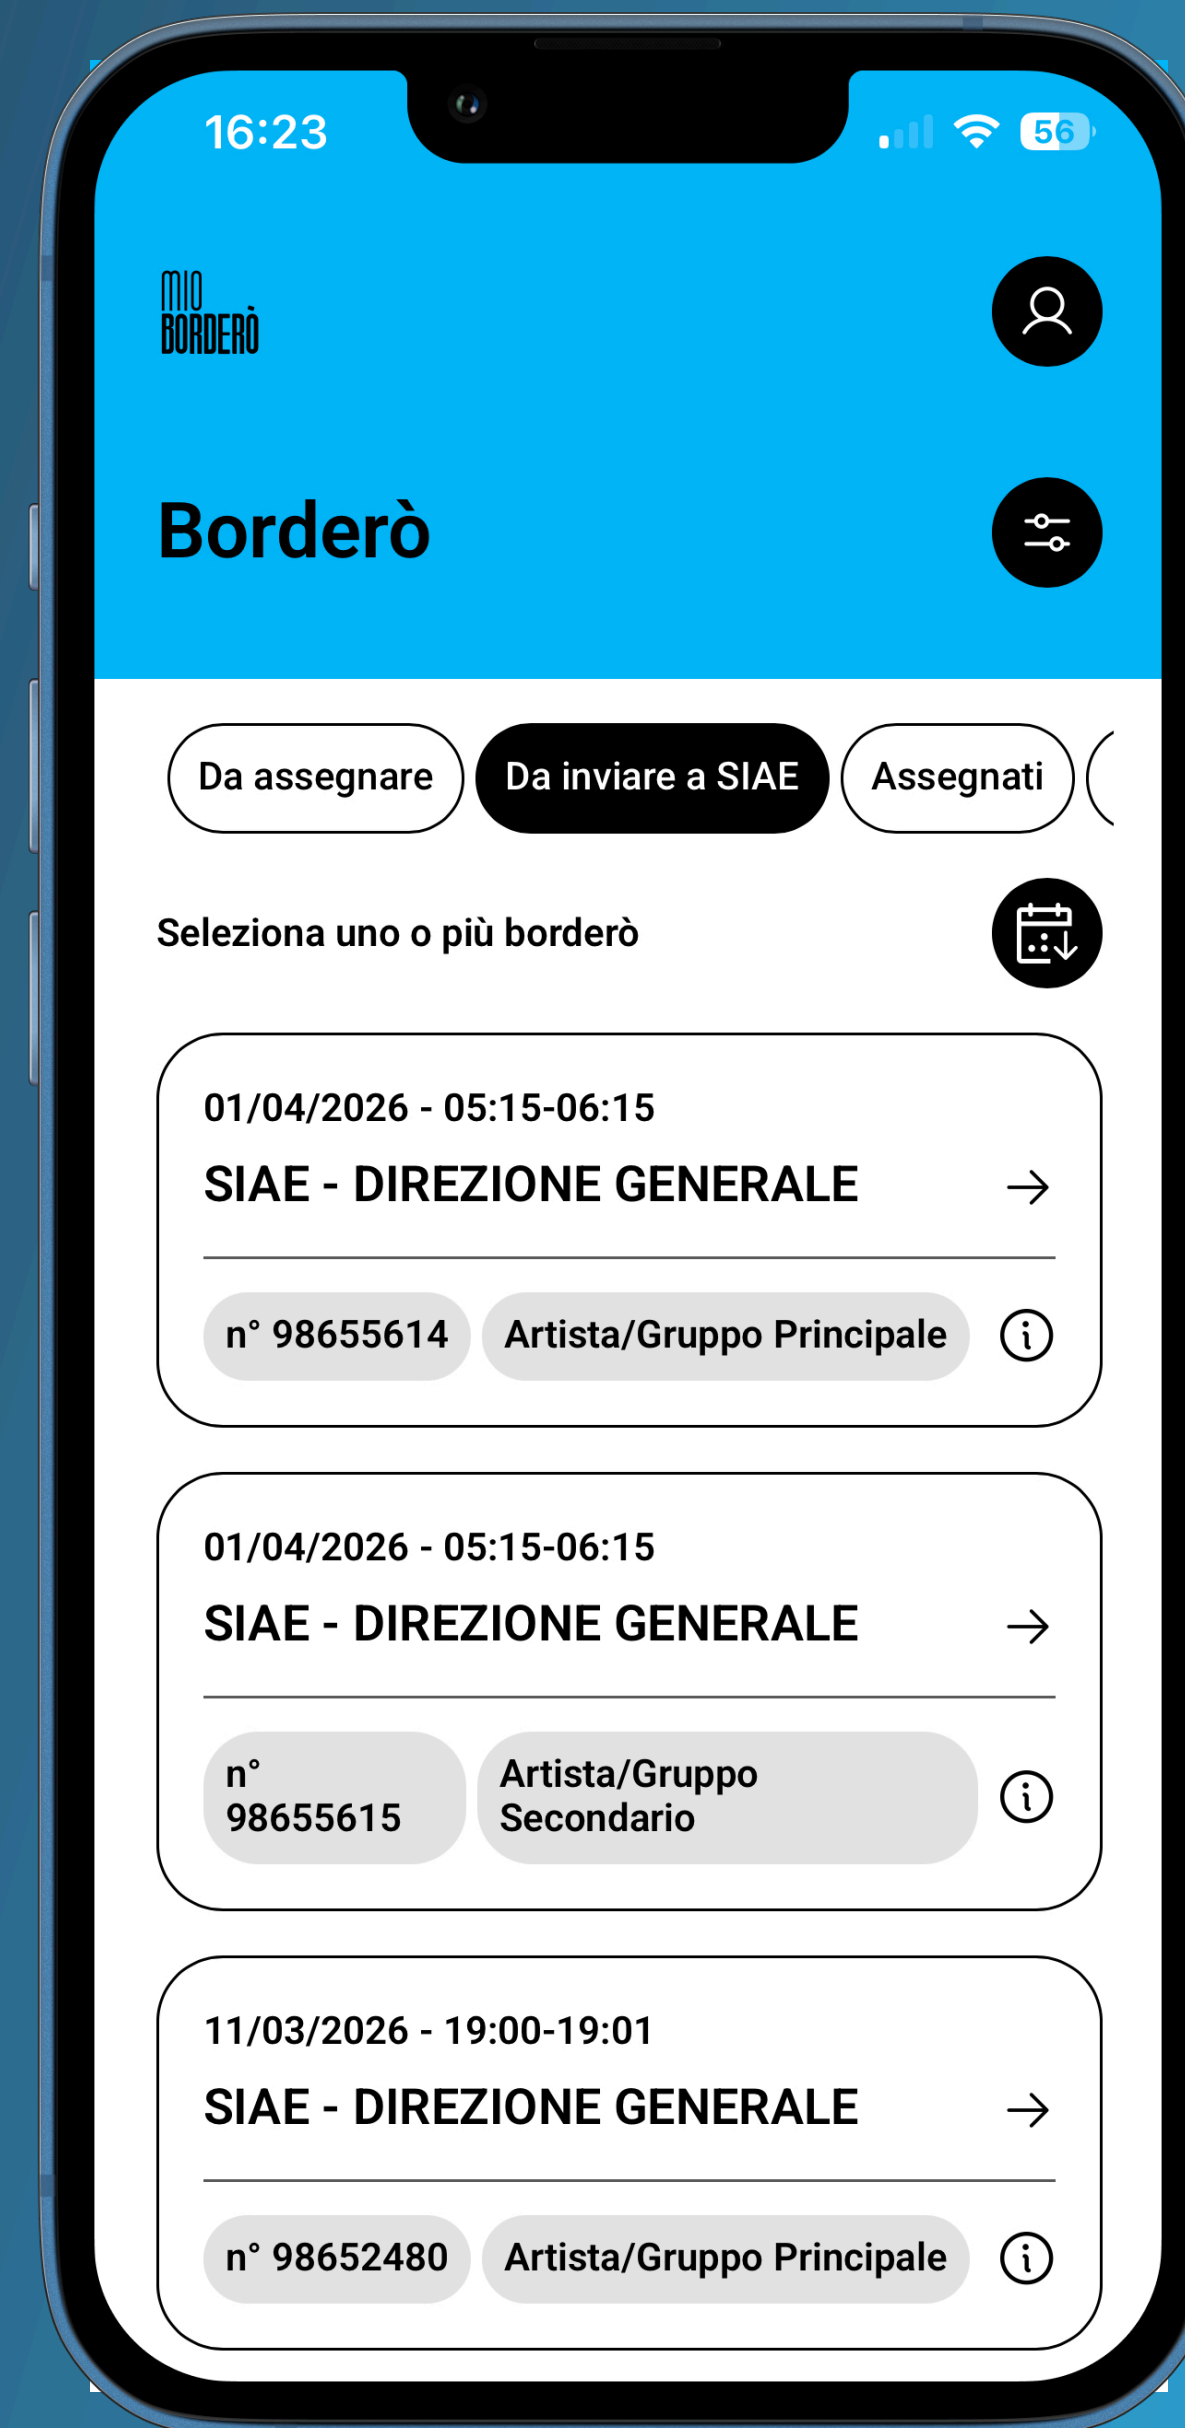 16:23
56
MIO
BORDERÒ
Borderò
Da assegnare
Da inviare a SIAE
Assegnati
Seleziona uno o più borderò
01/04/2026 - 05:15-06:15
SIAE - DIREZIONE GENERALE
n° 98655614
Artista/Gruppo Principale
01/04/2026 - 05:15-06:15
SIAE - DIREZIONE GENERALE
n°
98655615
Artista/Gruppo
Secondario
11/03/2026 - 19:00-19:01
SIAE - DIREZIONE GENERALE
n° 98652480
Artista/Gruppo Principale